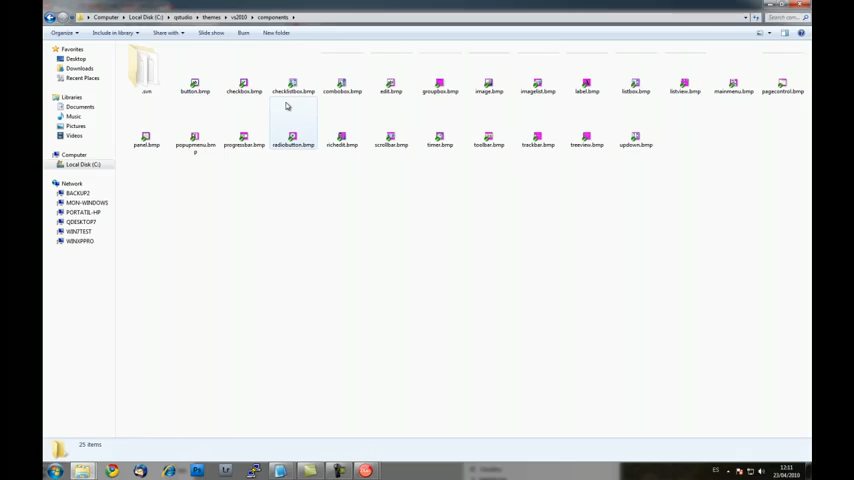 Computer ▸ Local Disk (C:) ▸ qstudio ▸ themes ▸ vs2010 ▸ components ▸
Search com...
Organize ▾ Include in library ▾ Share with ▾ Slide show Burn New folder
Favorites
Desktop
Downloads
Recent Places
Libraries
Documents
Music
Pictures
Videos
Computer
Local Disk (C:)
Network
BACKUP2
MON-WINDOWS
PORTATIL-HP
QDESKTOP7
WIN7TEST
WINXPPRO
.svn button.bmp checkbox.bmp checklistbox.bmp combobox.bmp edit.bmp groupbox.bmp image.bmp imagelist.bmp label.bmp listbox.bmp listview.bmp mainmenu.bmp pagecontrol.bmp
panel.bmp popupmenu.bm
p progressbar.bmp radiobutton.bmp richedit.bmp scrollbar.bmp timer.bmp toolbar.bmp trackbar.bmp treeview.bmp updown.bmp
25 items
Ps Lr
ES
12:11
23/04/2010